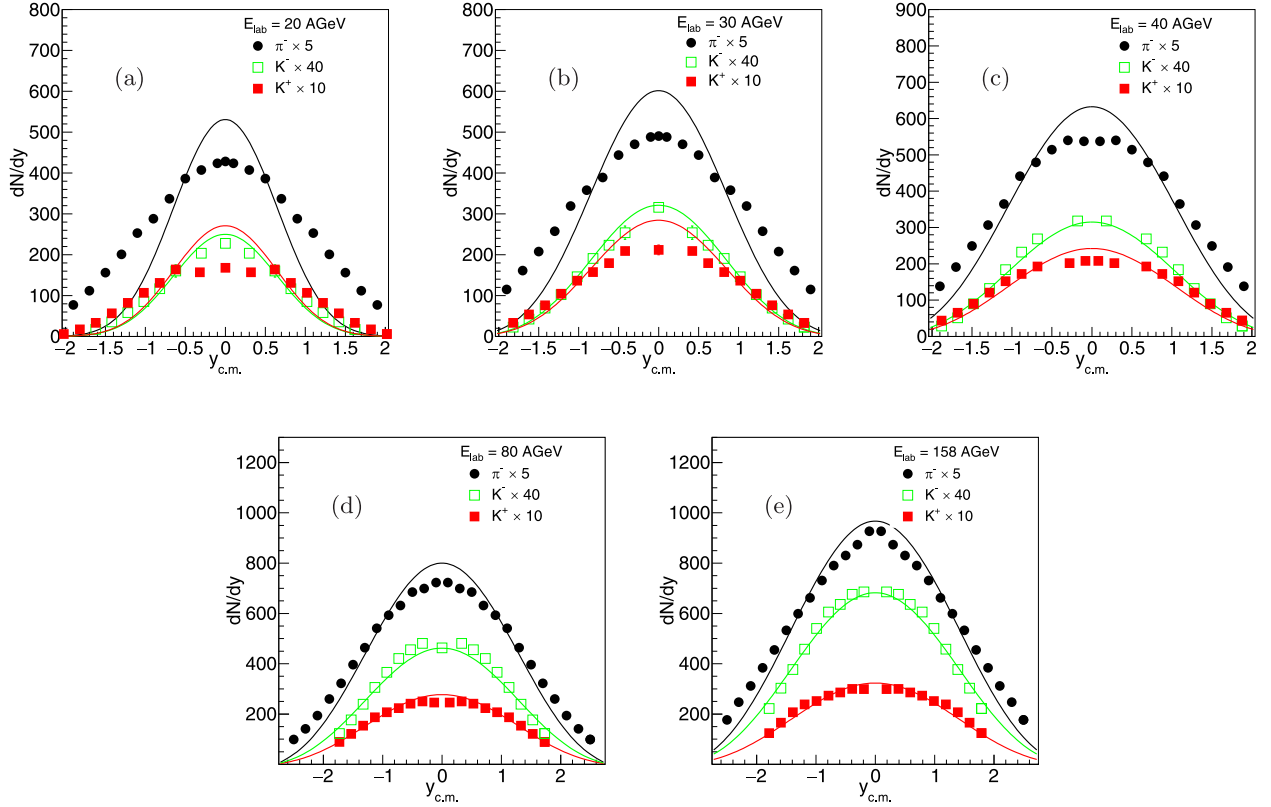 E_lab = 20 AGeV
π⁻ × 5
K⁻ × 40
K⁺ × 10
(a)
dN/dy
800
700
600
500
400
300
200
100
0
−2 −1.5 −1 −0.5 0 0.5 1 1.5 2
y_c.m.
E_lab = 30 AGeV
π⁻ × 5
K⁻ × 40
K⁺ × 10
(b)
dN/dy
800
700
600
500
400
300
200
100
0
−2 −1.5 −1 −0.5 0 0.5 1 1.5 2
y_c.m.
E_lab = 40 AGeV
π⁻ × 5
K⁻ × 40
K⁺ × 10
(c)
dN/dy
900
800
700
600
500
400
300
200
100
0
−2 −1.5 −1 −0.5 0 0.5 1 1.5 2
y_c.m.
E_lab = 80 AGeV
π⁻ × 5
K⁻ × 40
K⁺ × 10
(d)
dN/dy
1200
1000
800
600
400
200
−2 −1 0 1 2
y_c.m.
E_lab = 158 AGeV
π⁻ × 5
K⁻ × 40
K⁺ × 10
(e)
dN/dy
1200
1000
800
600
400
200
−2 −1 0 1 2
y_c.m.